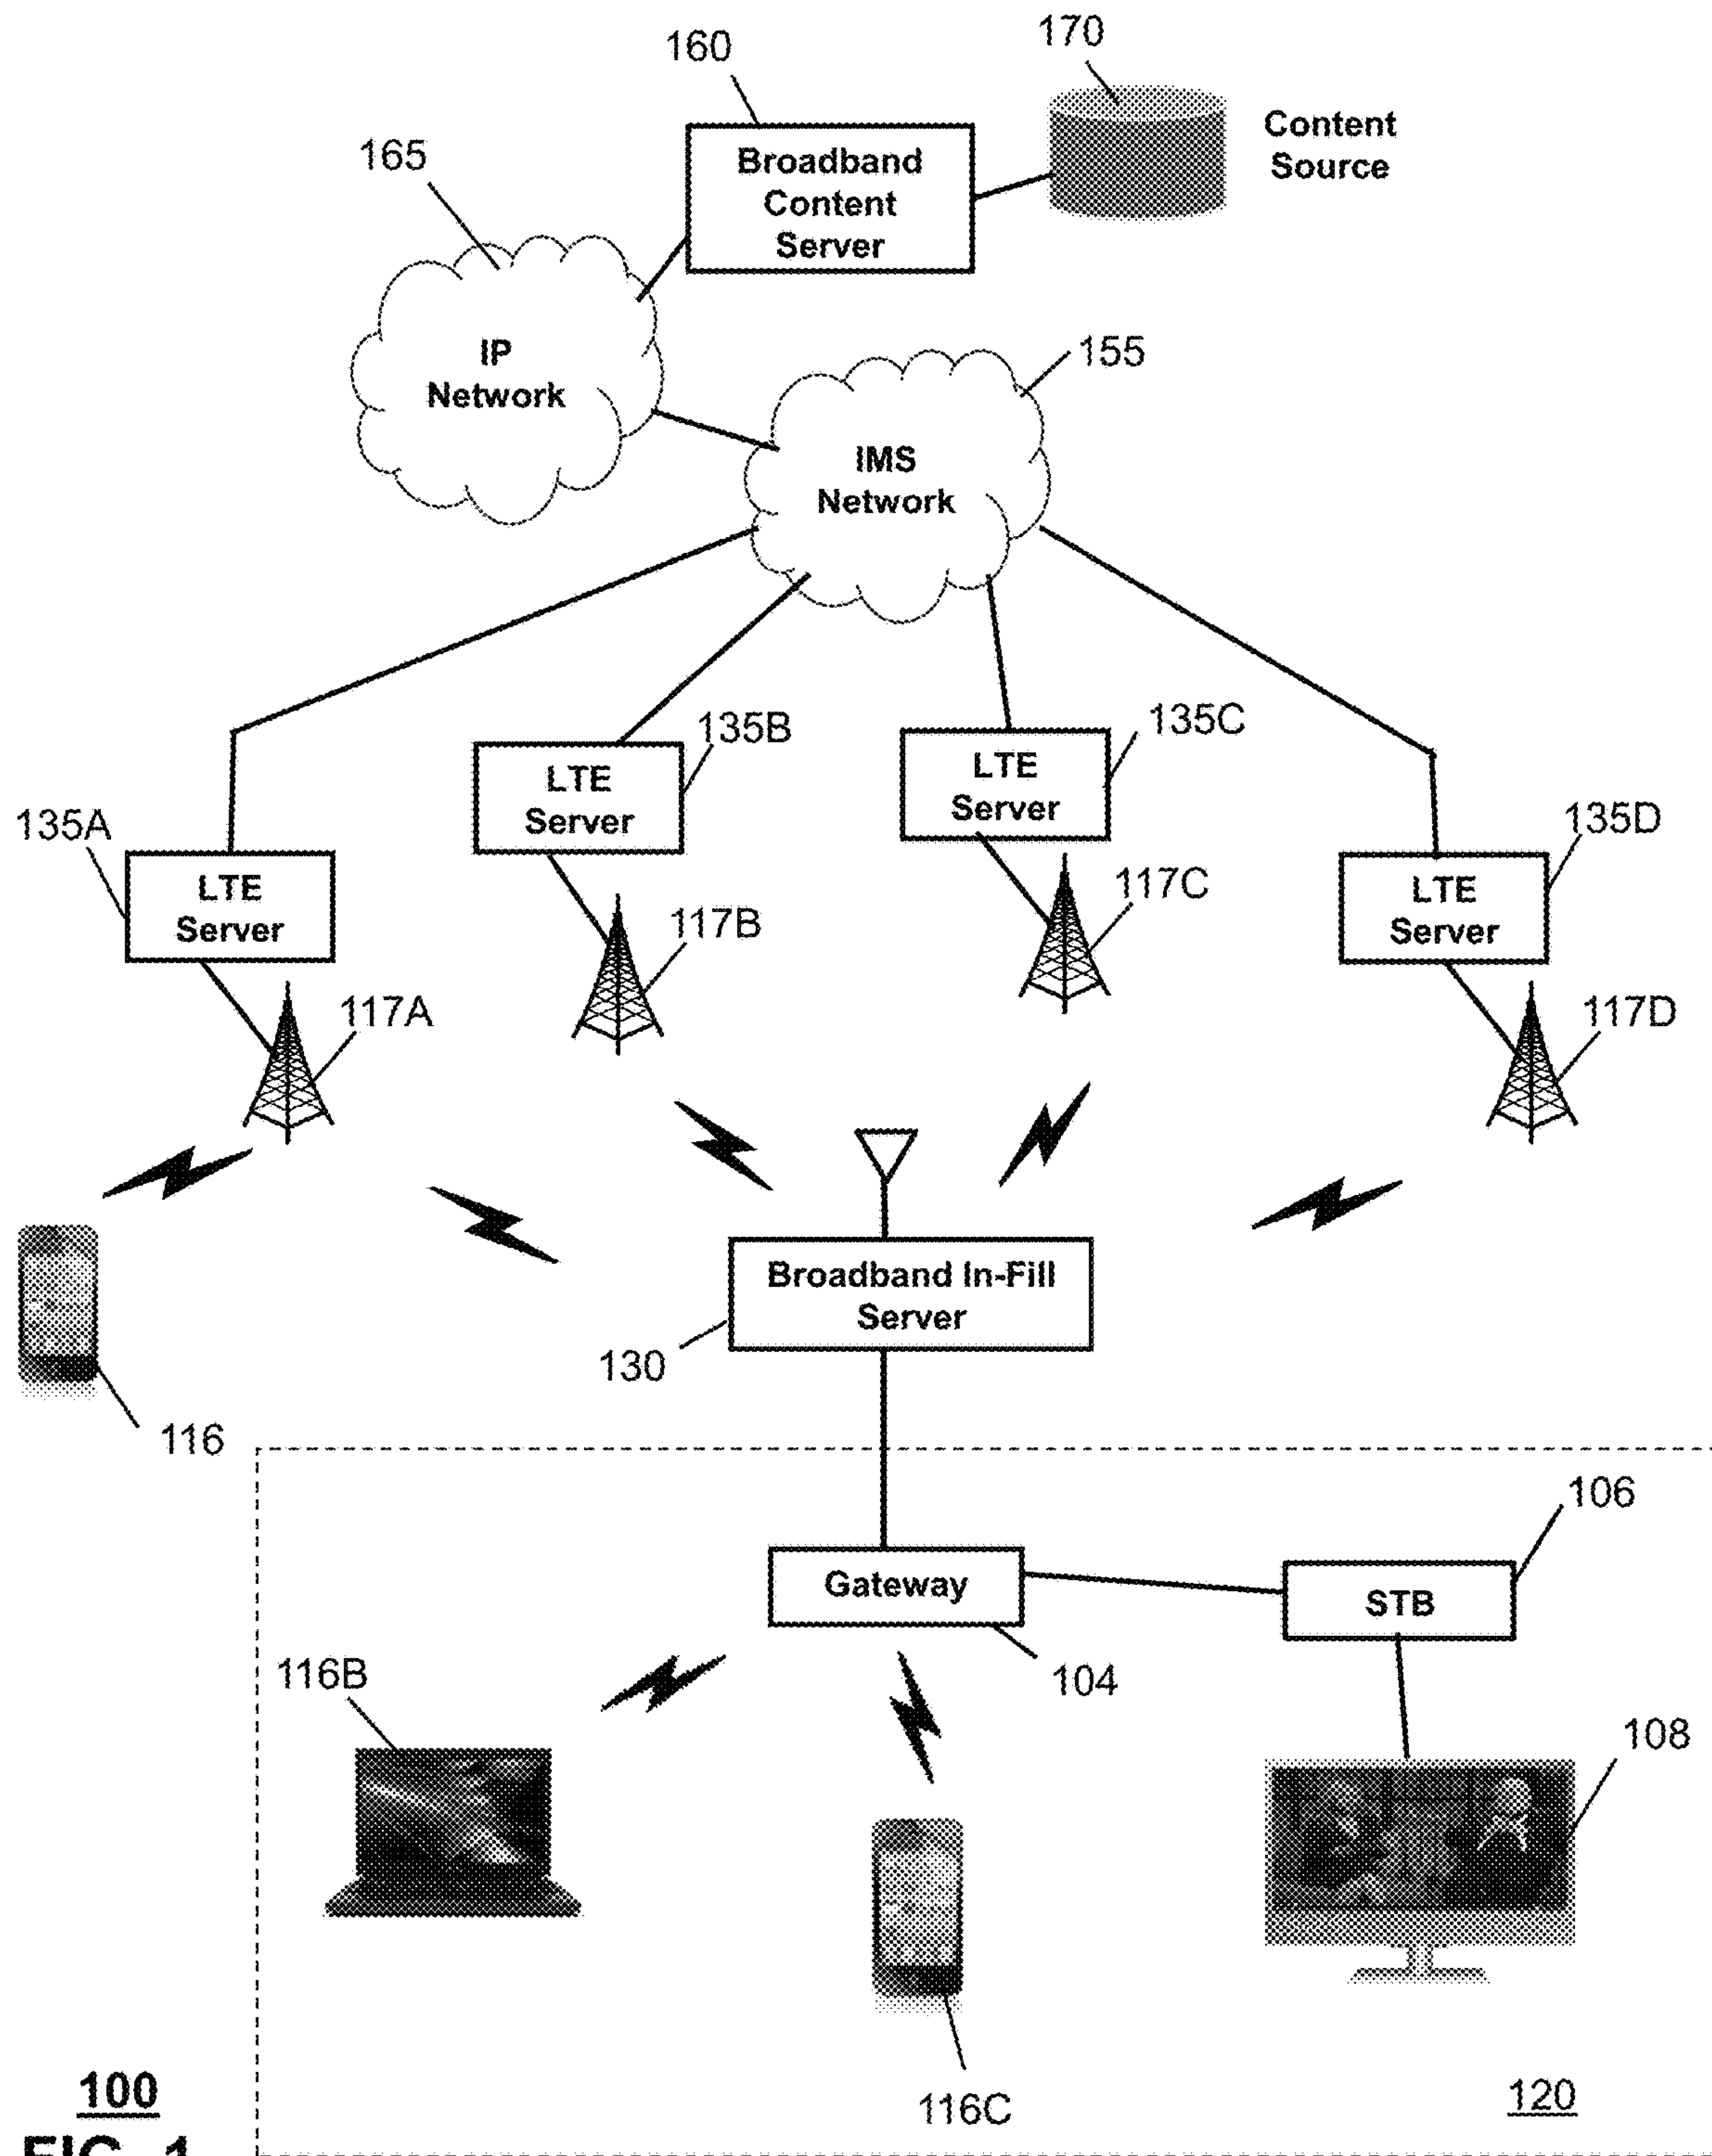 160
170
Content
Source
165
Broadband
Content
Server
IP
Network
155
IMS
Network
135A
LTE
Server
135B
LTE
Server
135C
LTE
Server
135D
LTE
Server
117A
117B
117C
117D
116
Broadband In-Fill
Server
130
106
Gateway
STB
104
116B
108
116C
100
120
FIG. 1